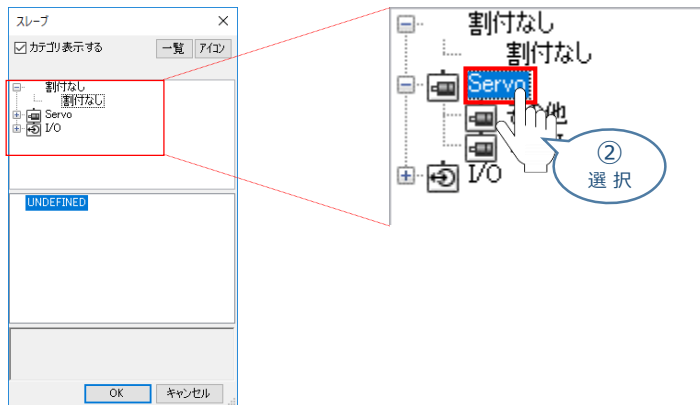 スレーブ
カテゴリ表示する
一覧
アイコン
割付なし
割付なし
Servo
I/O
UNDEFINED
OK
キャンセル
割付なし
割付なし
Servo
他
I/O
②
選 択